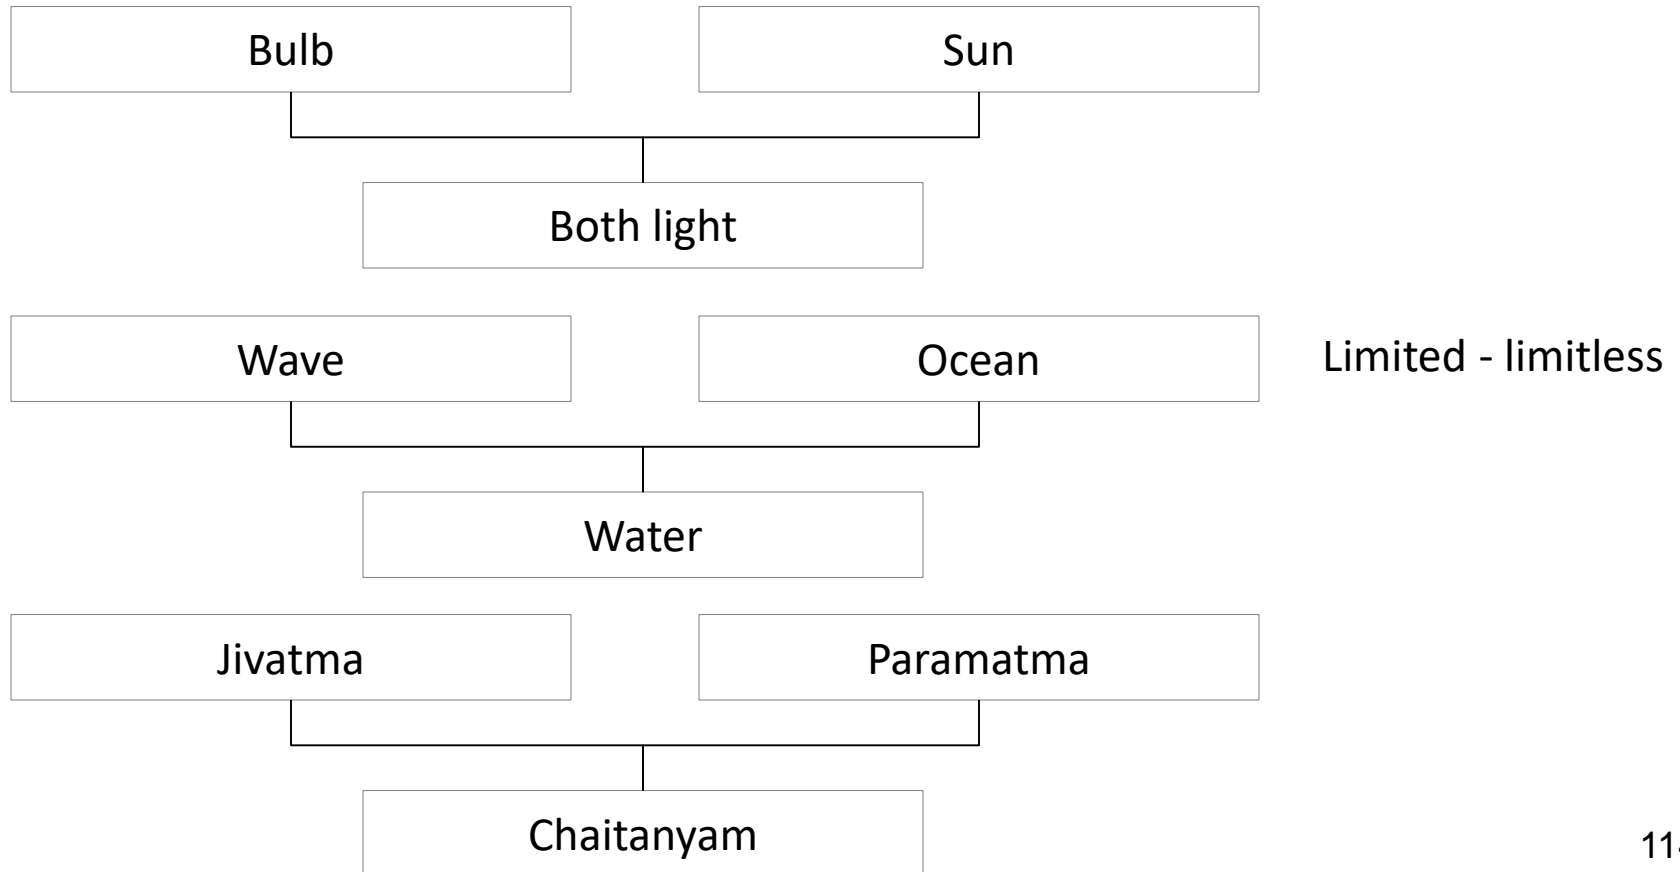 Bulb
Sun
Both light
Wave
Ocean
Limited - limitless
Water
Jivatma
Paramatma
Chaitanyam